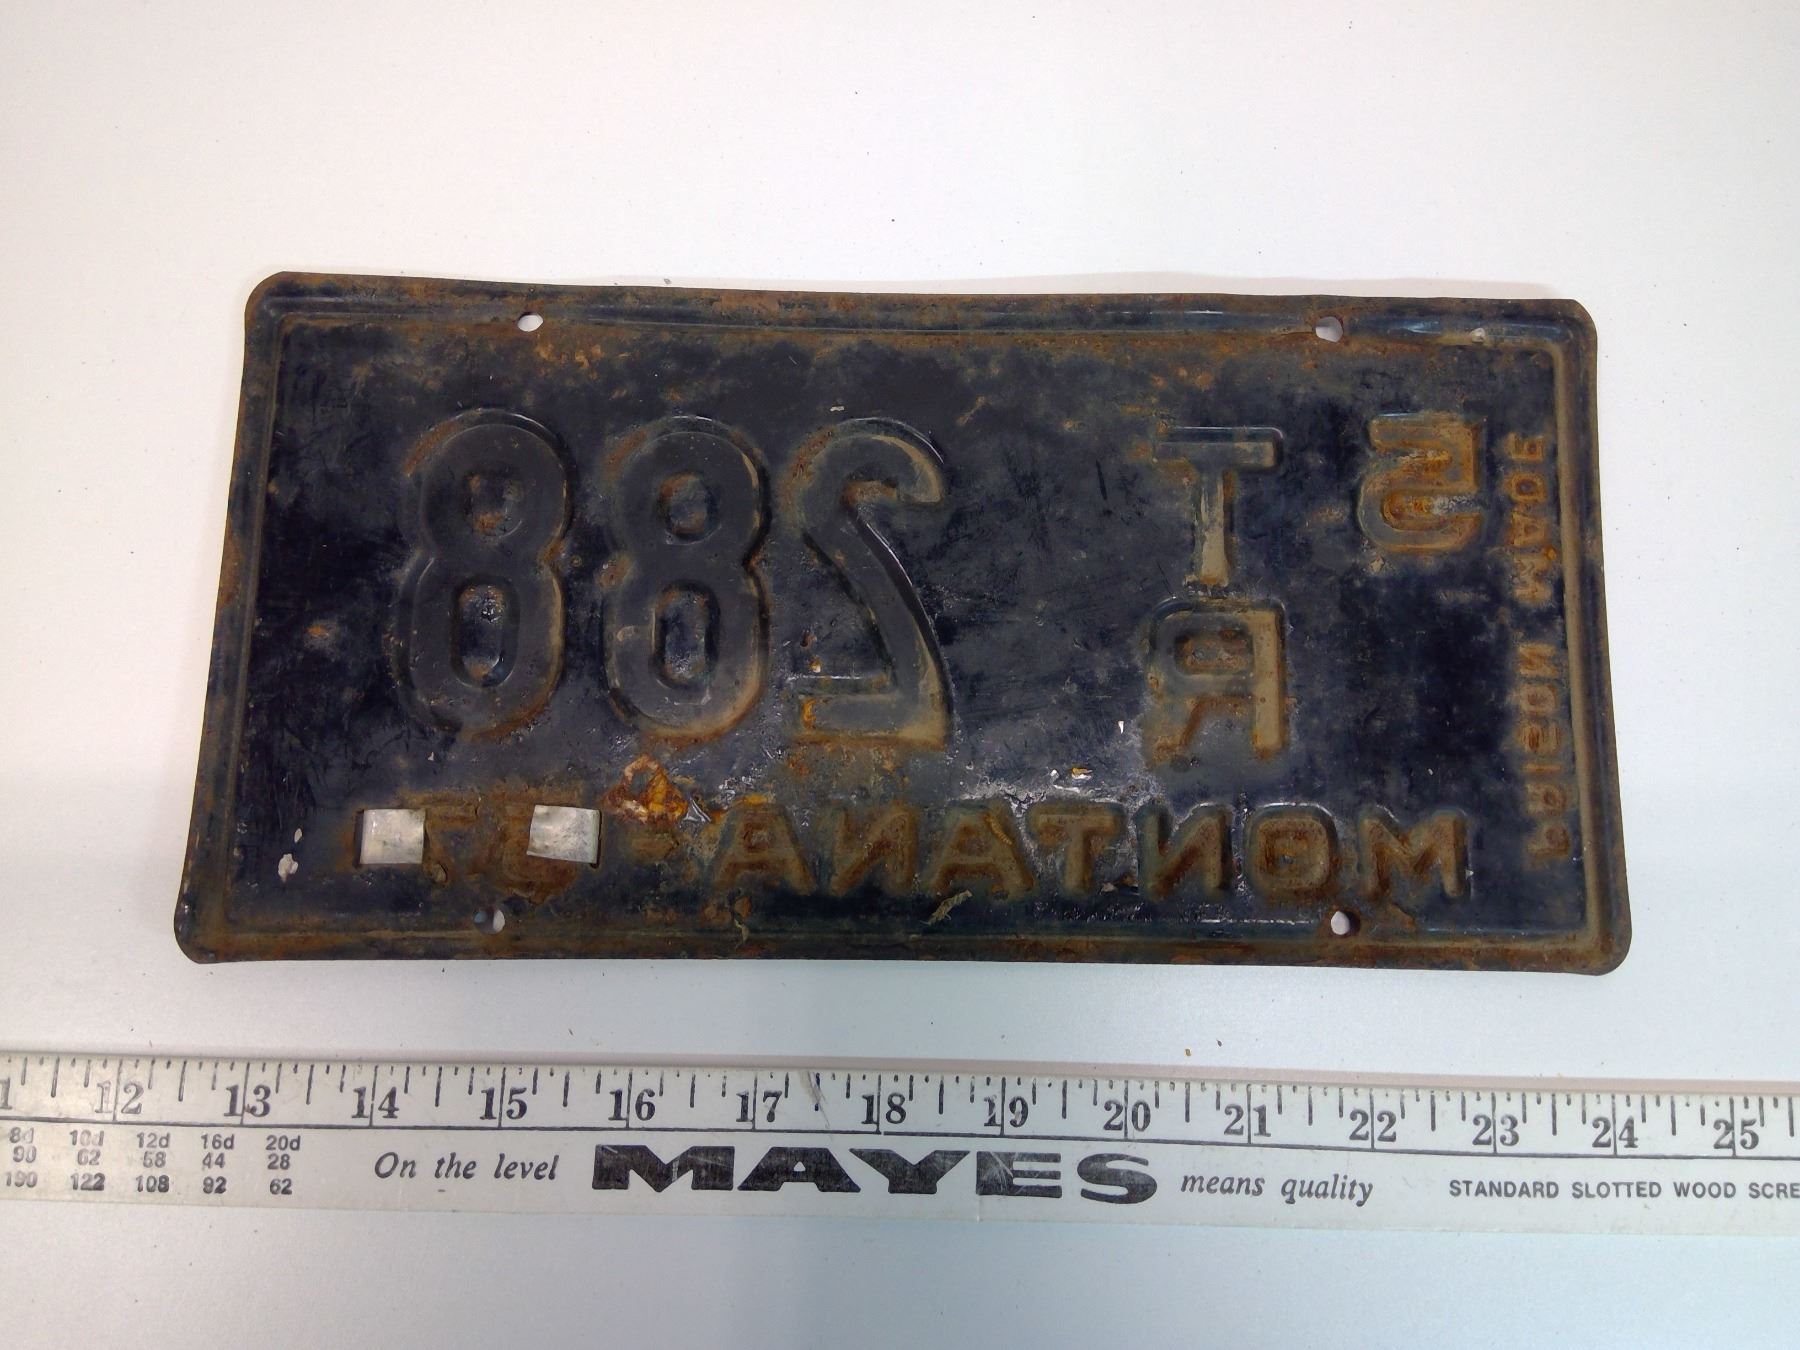 5 TR 288
PRISON MADE
MONTANA-
1 12 13 14 15 16 17 18 19 20 21 22 23 24 25
8d 10d 12d 16d 20d
90 62 58 44 28
190 122 108 92 62
On the level MAYES means quality
STANDARD SLOTTED WOOD SCRE